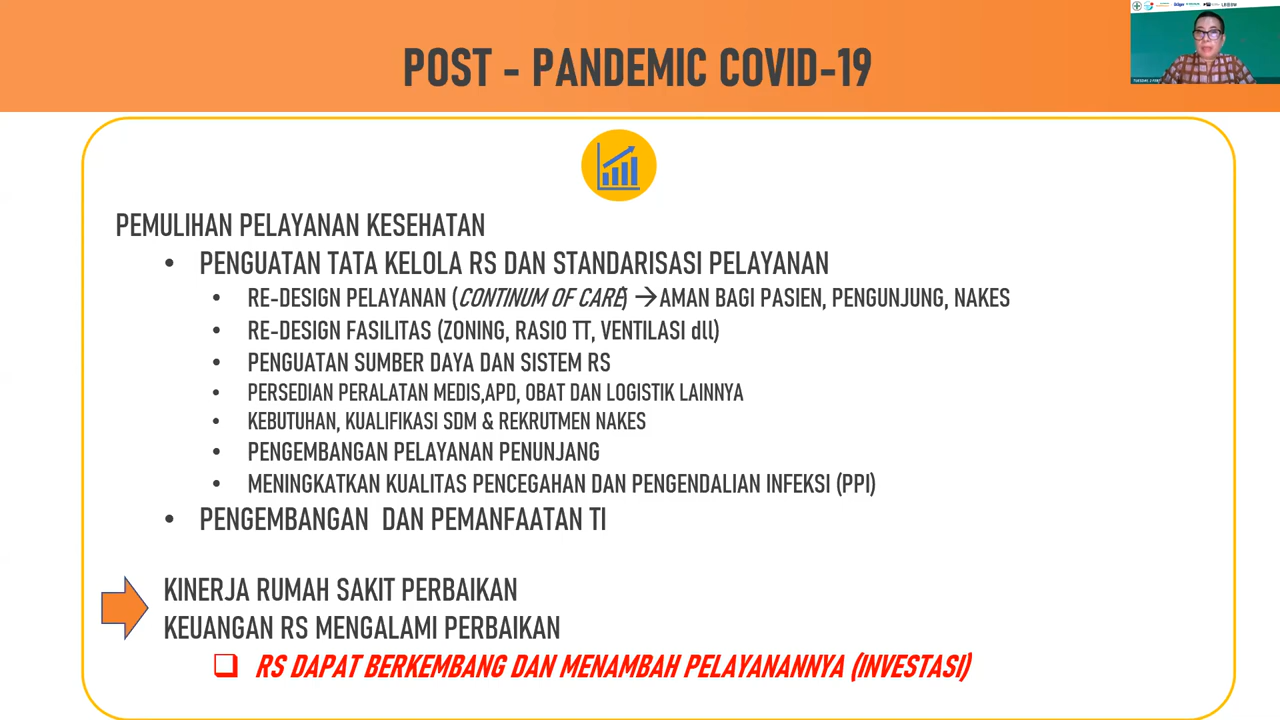 POST - PANDEMIC COVID-19
PEMULIHAN PELAYANAN KESEHATAN
• PENGUATAN TATA KELOLA RS DAN STANDARISASI PELAYANAN
• RE-DESIGN PELAYANAN (CONTINUM OF CARE) →AMAN BAGI PASIEN, PENGUNJUNG, NAKES
• RE-DESIGN FASILITAS (ZONING, RASIO TT, VENTILASI dll)
• PENGUATAN SUMBER DAYA DAN SISTEM RS
• PERSEDIAN PERALATAN MEDIS,APD, OBAT DAN LOGISTIK LAINNYA
• KEBUTUHAN, KUALIFIKASI SDM & REKRUTMEN NAKES
• PENGEMBANGAN PELAYANAN PENUNJANG
• MENINGKATKAN KUALITAS PENCEGAHAN DAN PENGENDALIAN INFEKSI (PPI)
• PENGEMBANGAN DAN PEMANFAATAN TI
KINERJA RUMAH SAKIT PERBAIKAN
KEUANGAN RS MENGALAMI PERBAIKAN
❑ RS DAPAT BERKEMBANG DAN MENAMBAH PELAYANANNYA (INVESTASI)